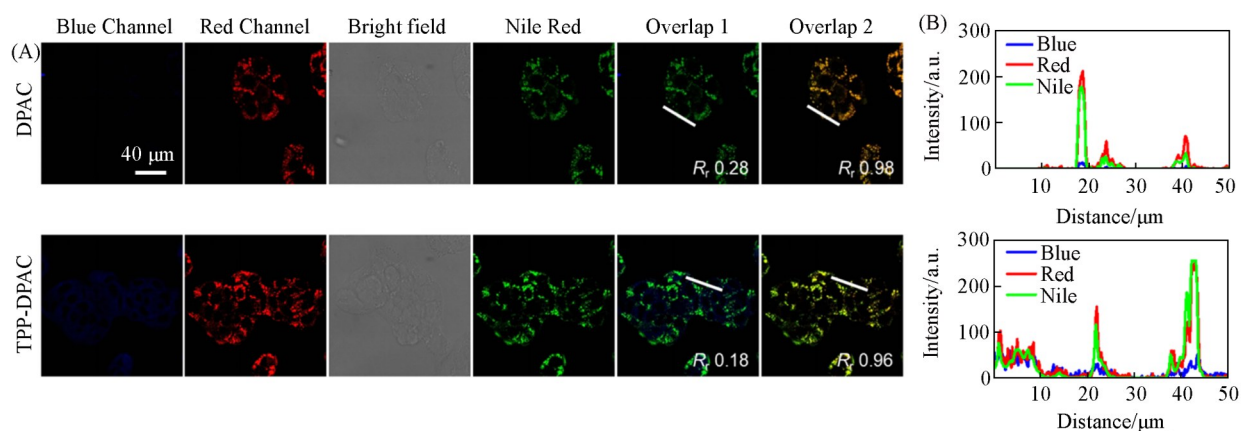 (A)
Blue Channel Red Channel Bright field Nile Red Overlap 1 Overlap 2
DPAC
40 μm
Rr 0.28
Rr 0.98
TPP-DPAC
Rr 0.18
Rr 0.96
(B)
300
200
100
0
Intensity/a.u.
Blue
Red
Nile
10 20 30 40 50
Distance/μm
300
200
100
0
Intensity/a.u.
Blue
Red
Nile
0 10 20 30 40 50
Distance/μm